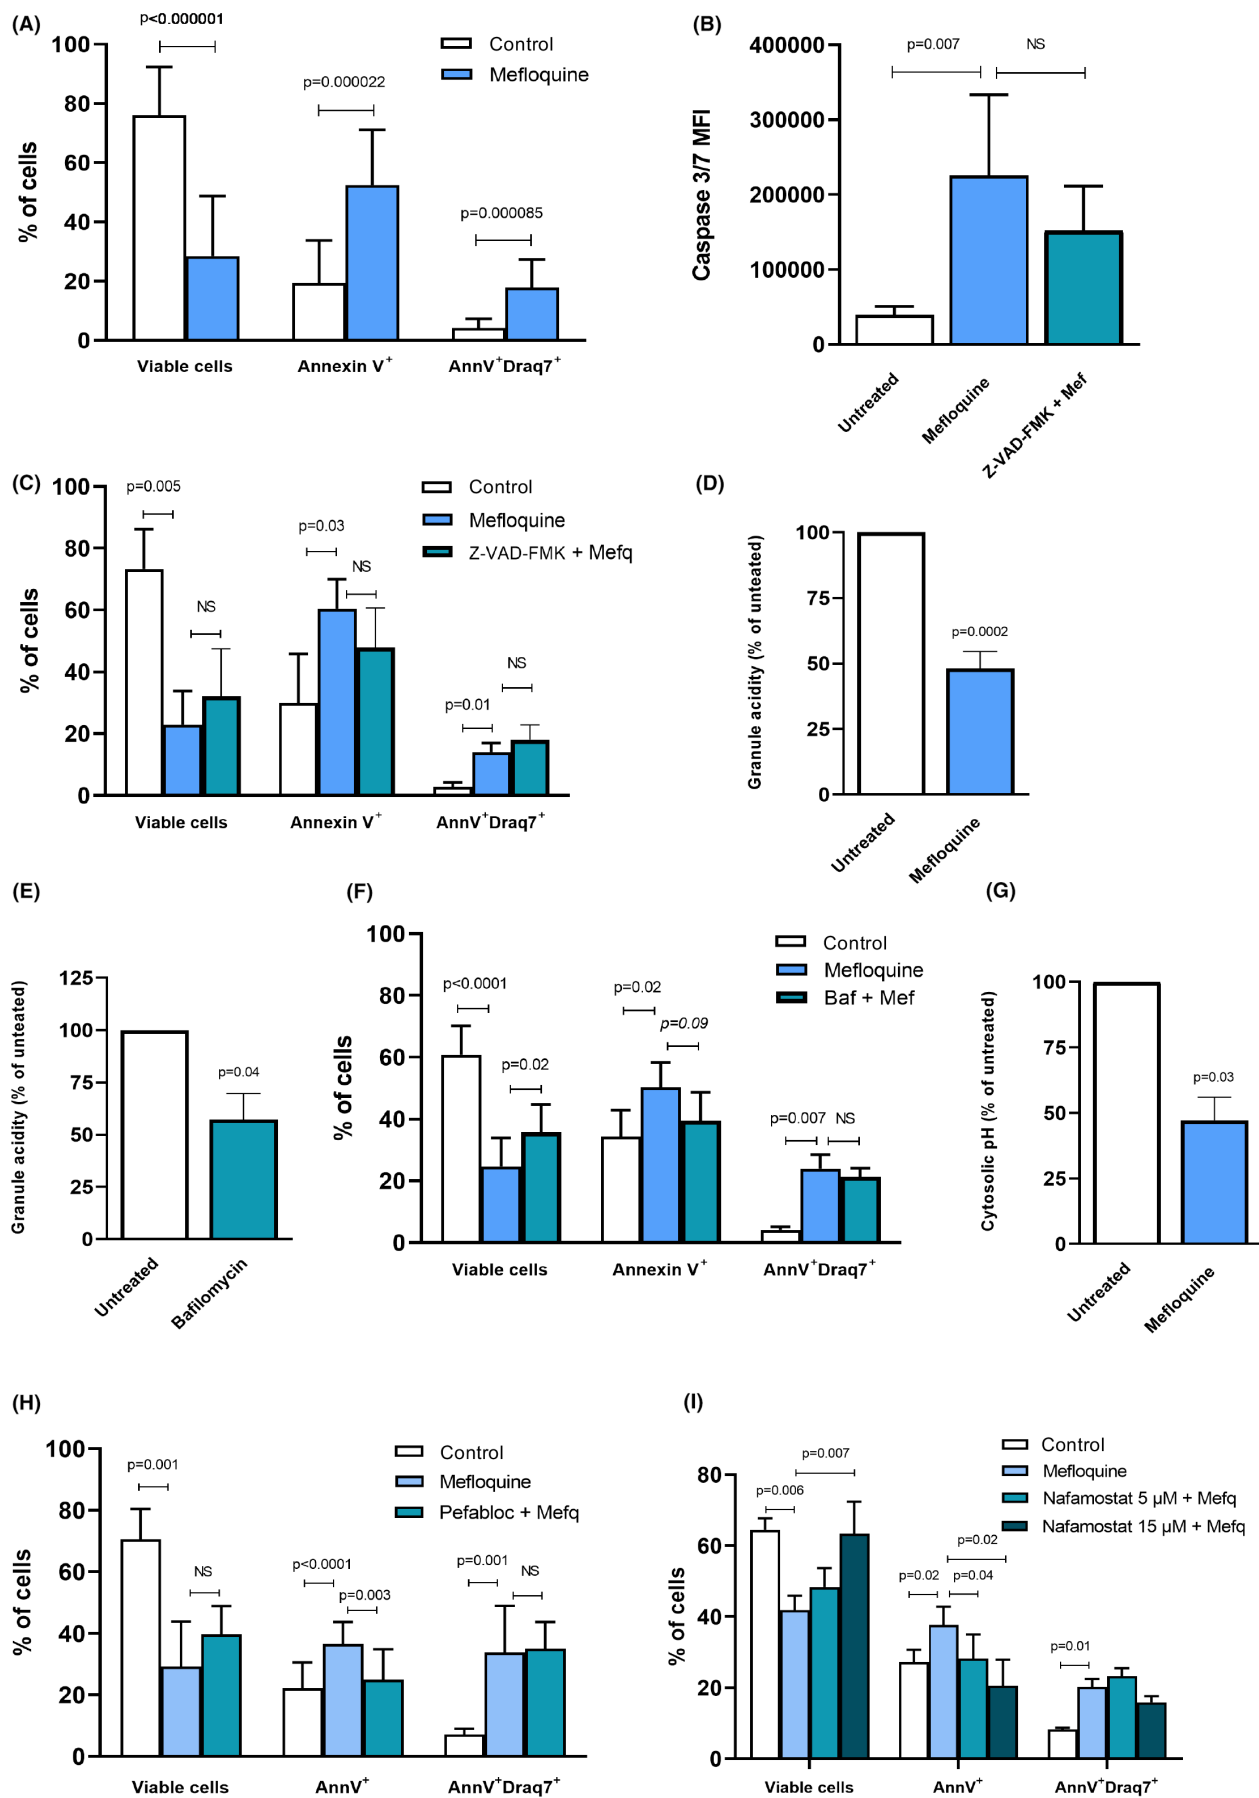 (A)
p<0.000001
100
80
60
40
20
0
% of cells
Control
Mefloquine
p=0.000022
p=0.000085
Viable cells
Annexin V+
AnnV+Draq7+
(B)
400000
300000
200000
100000
0
Caspase 3/7 MFI
p=0.007
NS
Untreated
Mefloquine
Z-VAD-FMK + Mef
(C)
100
80
60
40
20
0
% of cells
p=0.005
NS
p=0.03
NS
p=0.01
NS
Control
Mefloquine
Z-VAD-FMK + Mefq
Viable cells
Annexin V+
AnnV+Draq7+
(D)
100
75
50
25
0
Granule acidity (% of unteated)
p=0.0002
Untreated
Mefloquine
(E)
125
100
75
50
25
0
Granule acidity (% of untreated)
p=0.04
Untreated
Bafilomycin
(F)
100
80
60
40
20
0
% of cells
p<0.0001
p=0.02
p=0.02
p=0.09
p=0.007
NS
Control
Mefloquine
Baf + Mef
Viable cells
Annexin V+
AnnV+Draq7+
(G)
100
75
50
25
0
Cytosolic pH (% of untreated)
p=0.03
Untreated
Mefloquine
(H)
100
80
60
40
20
0
% of cells
p=0.001
NS
p<0.0001
p=0.003
p=0.001
NS
Control
Mefloquine
Pefabloc + Mefq
Viable cells
AnnV+
AnnV+Draq7+
(I)
80
60
40
20
0
% of cells
p=0.007
p=0.006
p=0.02
p=0.02
p=0.04
p=0.01
Control
Mefloquine
Nafamostat 5 µM + Mefq
Nafamostat 15 µM + Mefq
Viable cells
AnnV+
AnnV+Draq7+